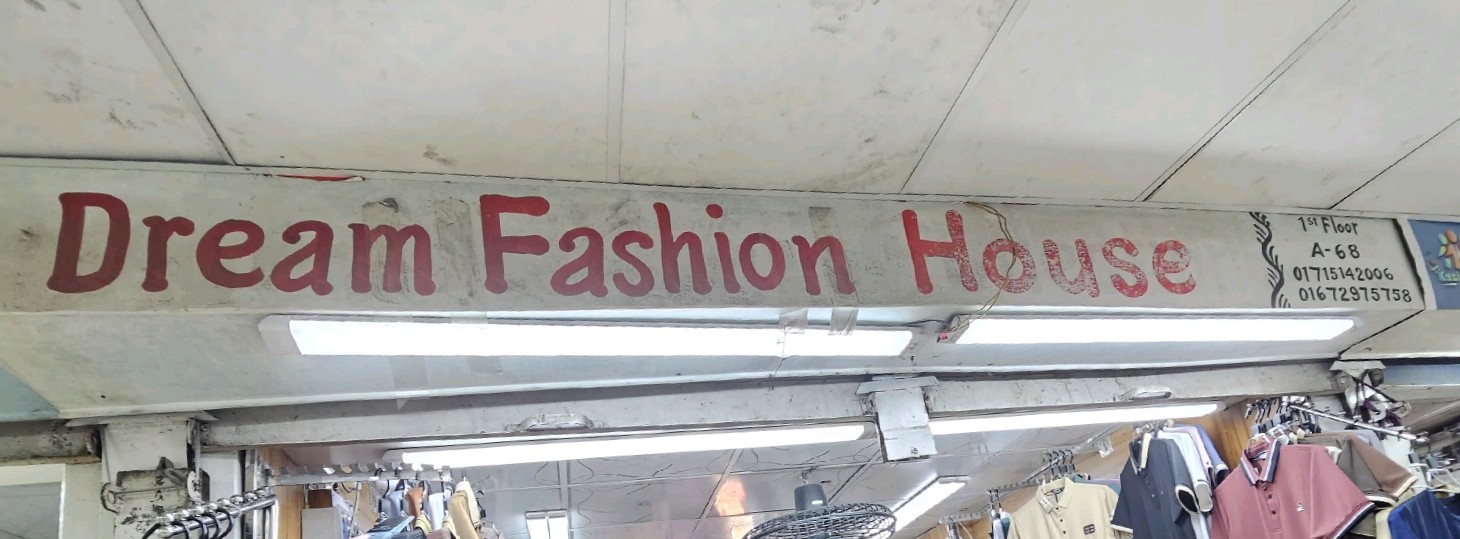 Dream Fashion House
1st Floor
A-68
01715142006
01672975758